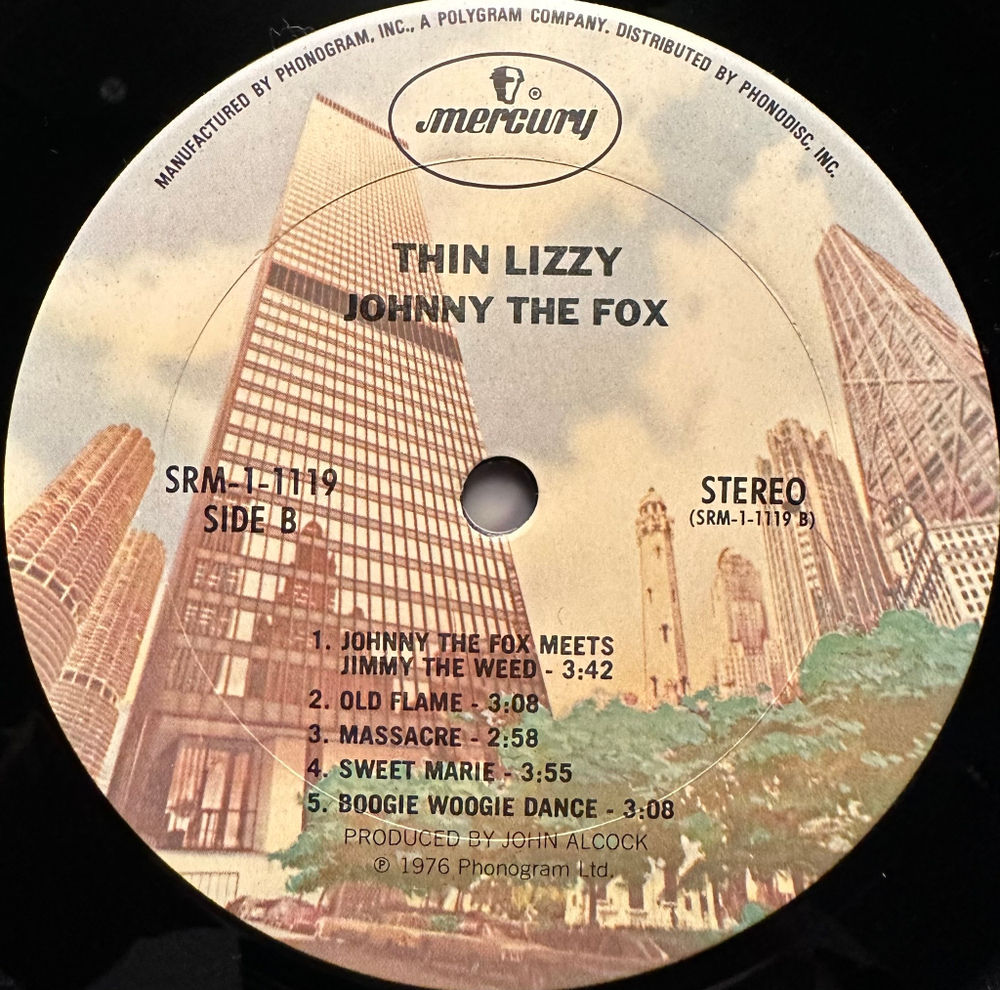 MANUFACTURED BY PHONOGRAM, INC., A POLYGRAM COMPANY. DISTRIBUTED BY PHONODISC, INC.
mercury ®
THIN LIZZY
JOHNNY THE FOX
SRM-1-1119
SIDE B
STEREO
(SRM-1-1119 B)
1. JOHNNY THE FOX MEETS
JIMMY THE WEED - 3:42
2. OLD FLAME - 3:08
3. MASSACRE - 2:58
4. SWEET MARIE - 3:55
5. BOOGIE WOOGIE DANCE - 3:08
PRODUCED BY JOHN ALCOCK
℗ 1976 Phonogram Ltd.